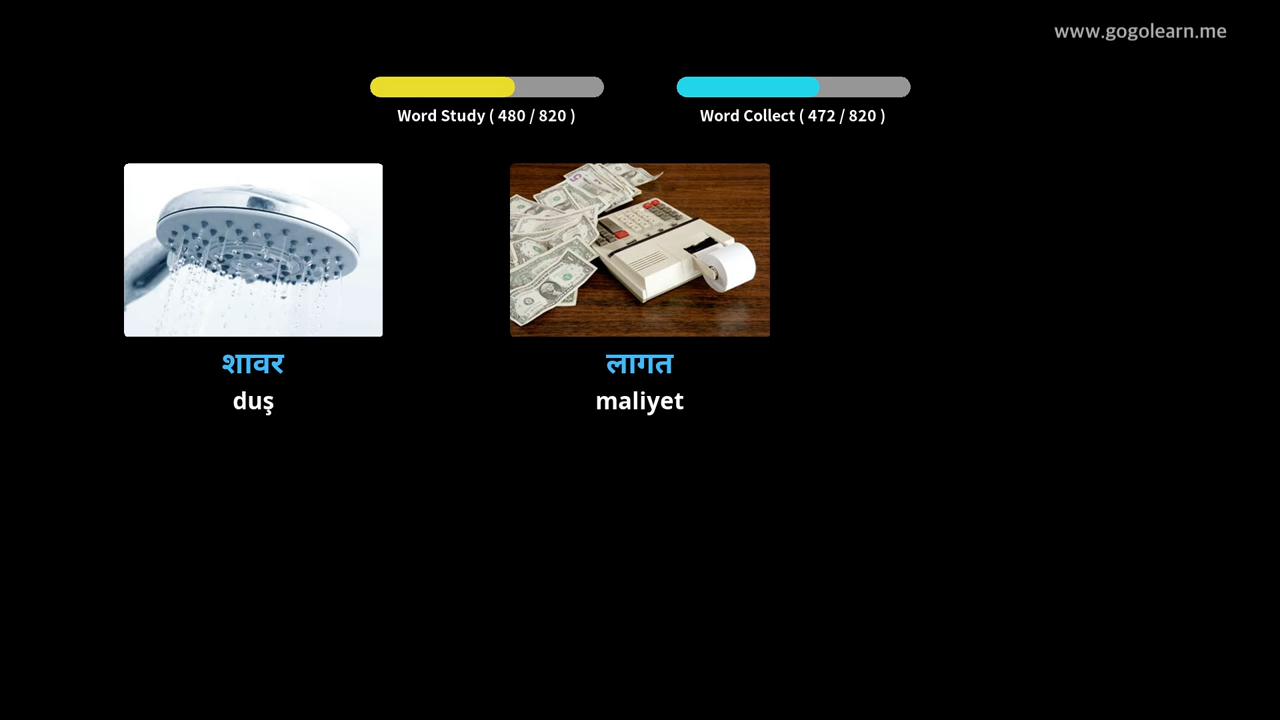 www.gogolearn.me
Word Study ( 480 / 820 )
Word Collect ( 472 / 820 )
शावर
duş
लागत
maliyet